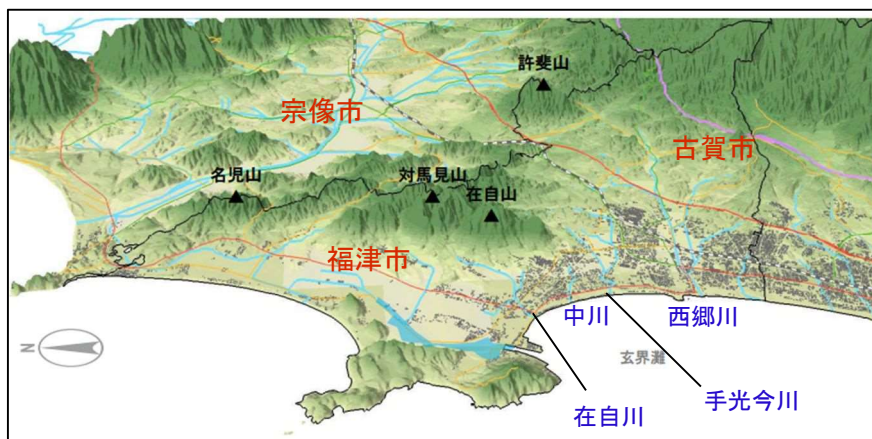 許斐山
宗像市
古賀市
名児山
対馬見山
在自山
福津市
中川
西郷川
N
玄界灘
手光今川
在自川